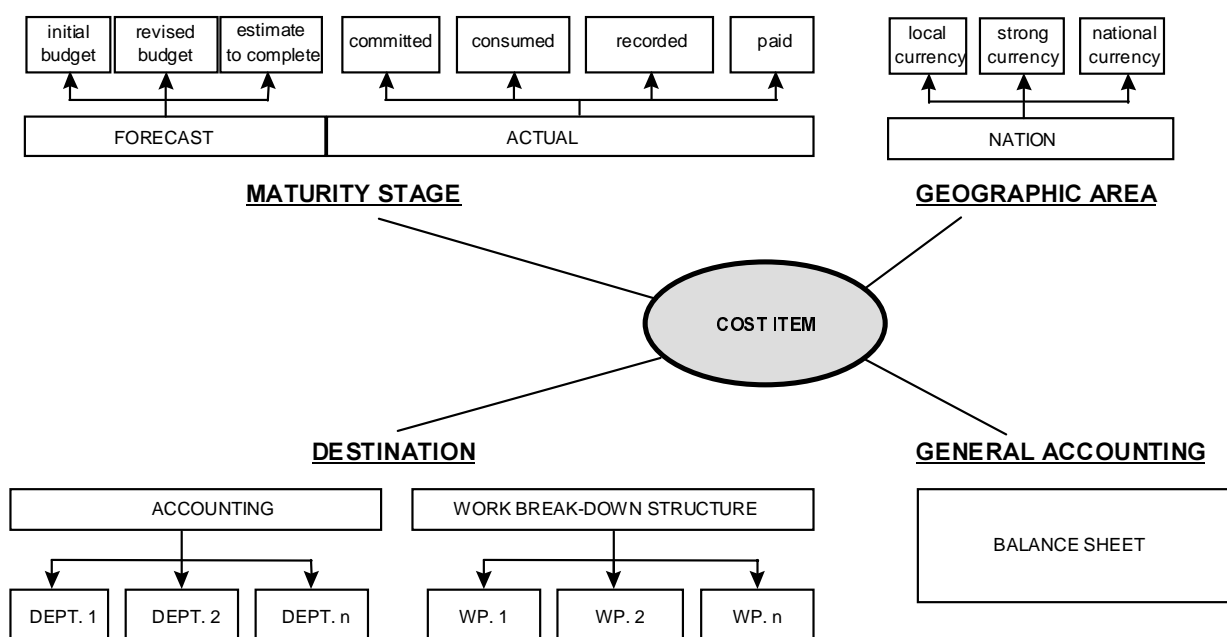 initial
budget
revised
budget
estimate
to complete
committed
consumed
recorded
paid
local
currency
strong
currency
national
currency
FORECAST
ACTUAL
NATION
MATURITY STAGE
GEOGRAPHIC AREA
COST ITEM
DESTINATION
GENERAL ACCOUNTING
ACCOUNTING
WORK BREAK-DOWN STRUCTURE
BALANCE SHEET
DEPT. 1
DEPT. 2
DEPT. n
WP. 1
WP. 2
WP. n